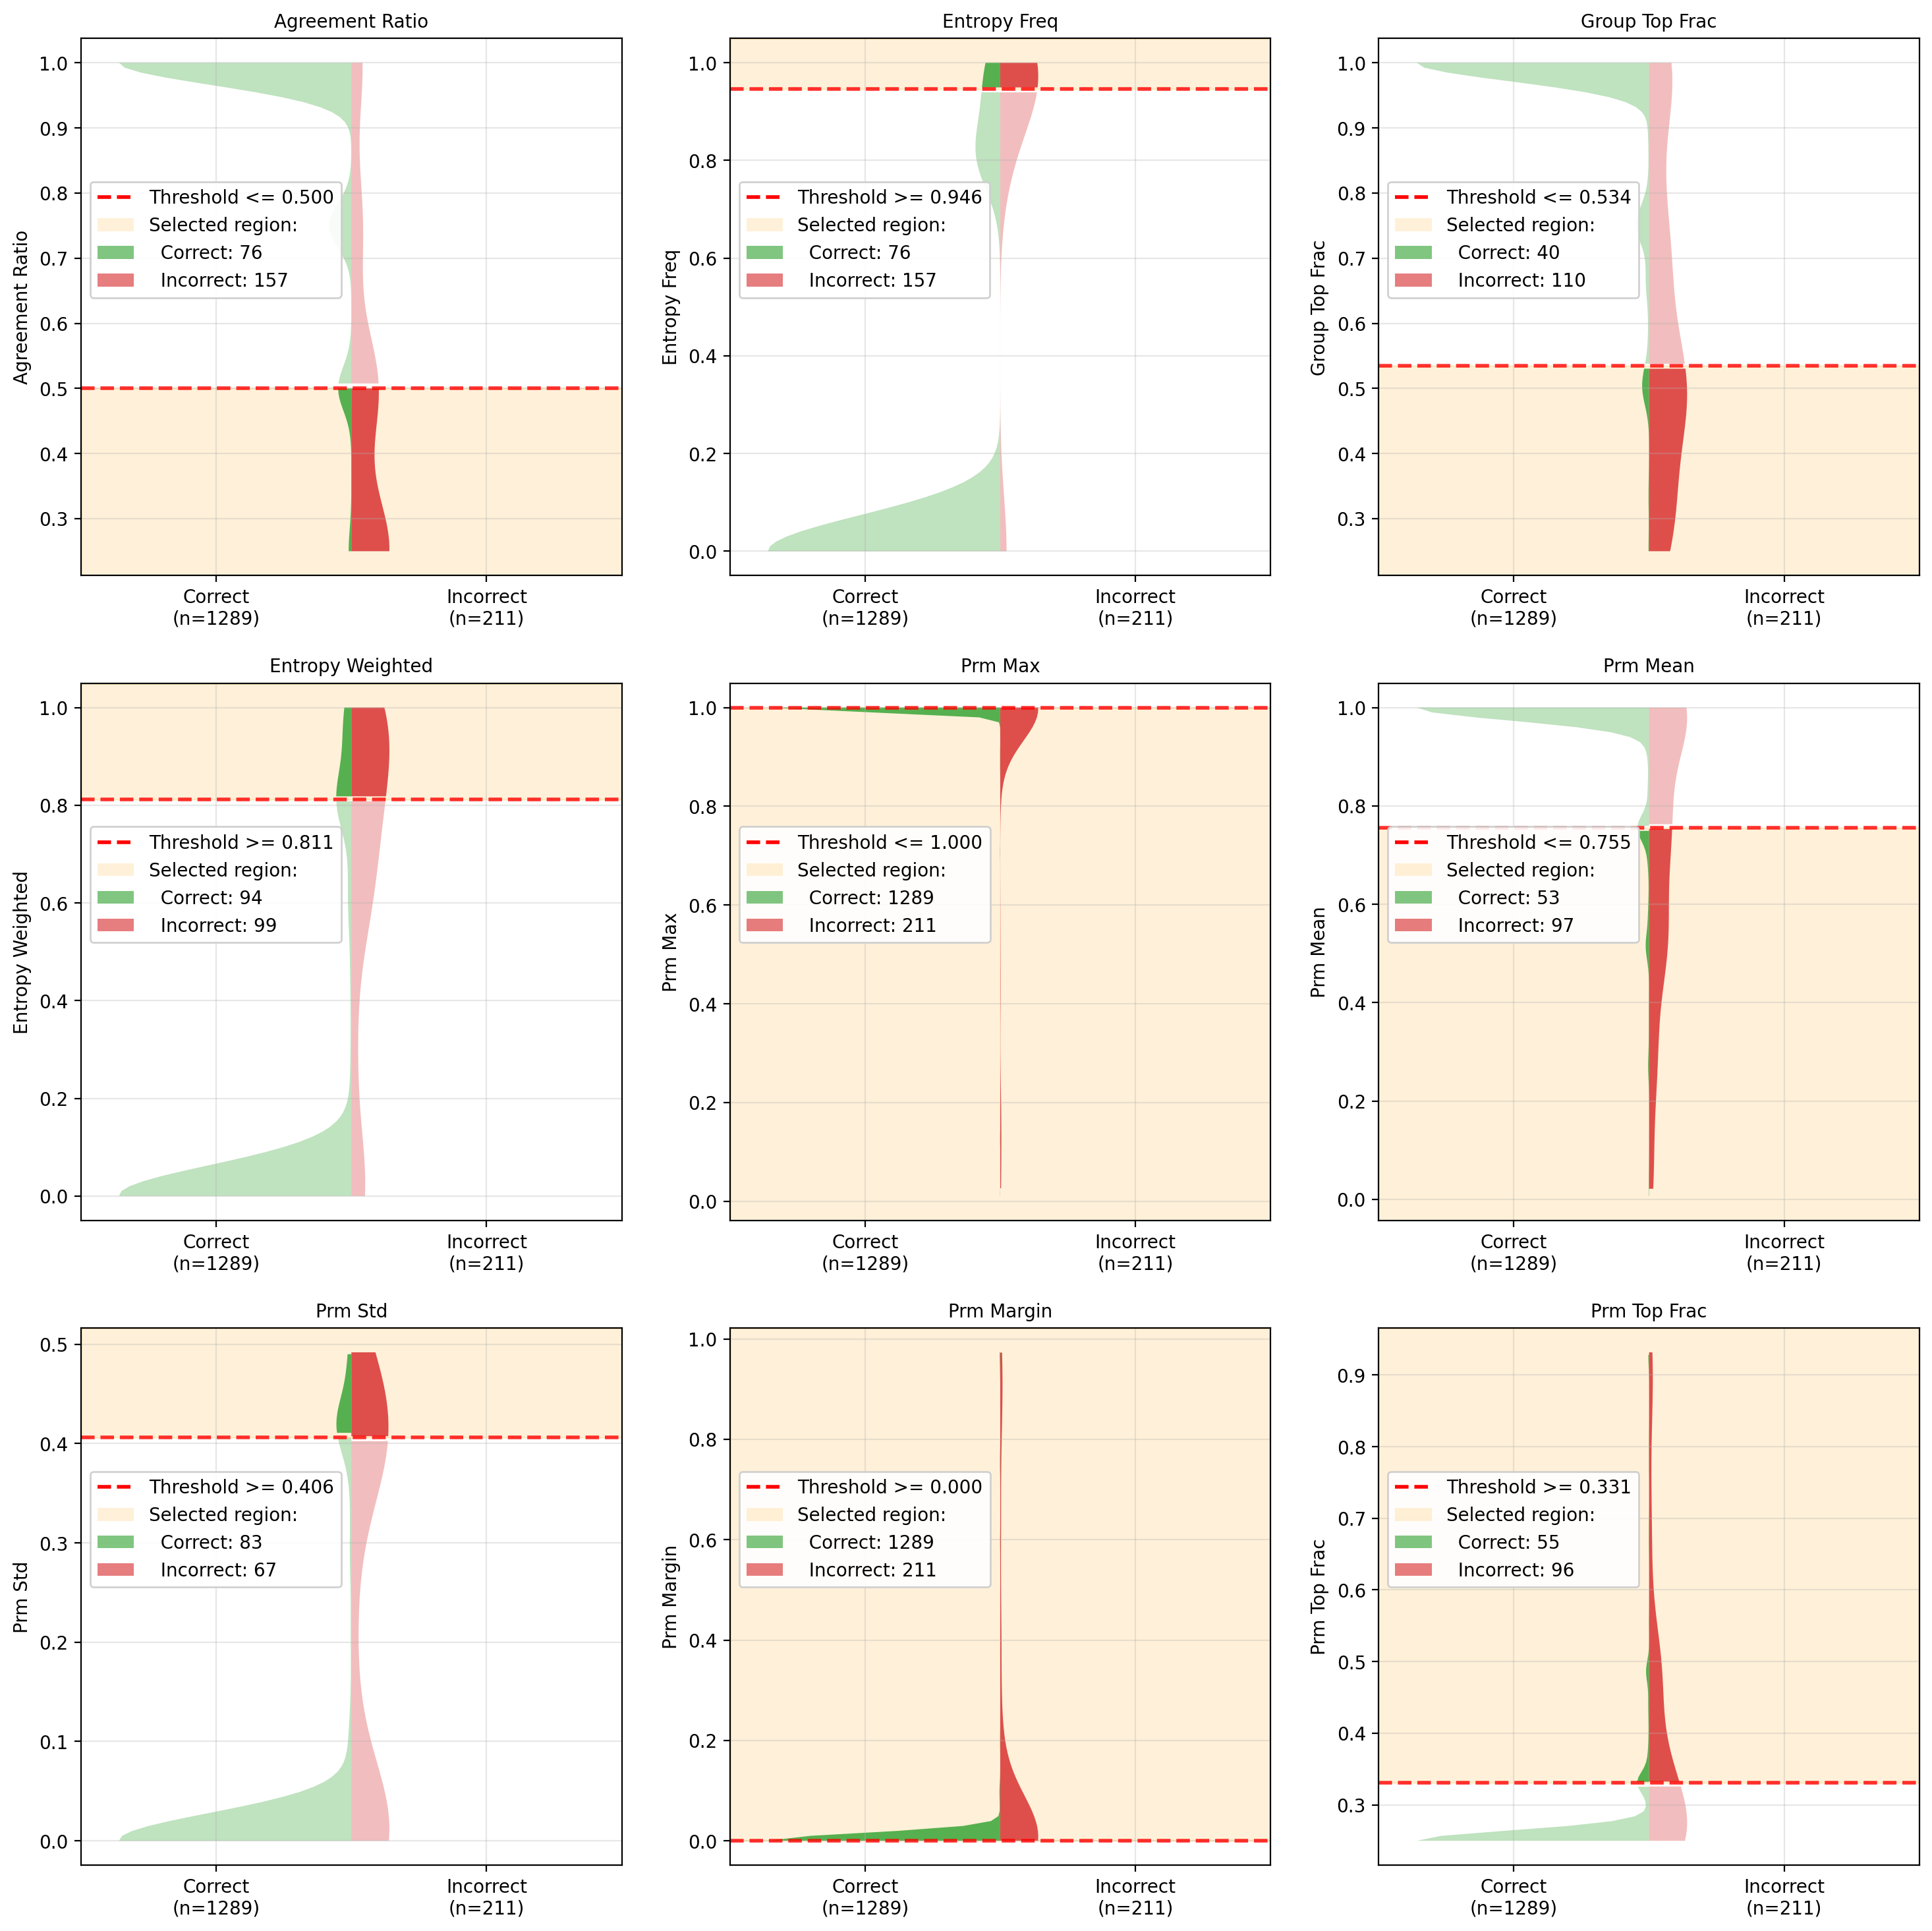 Agreement Ratio
Agreement Ratio
1.0
0.9
0.8
0.7
0.6
0.5
0.4
0.3
Threshold <= 0.500
Selected region:
Correct: 76
Incorrect: 157
Correct
(n=1289)
Incorrect
(n=211)
Entropy Freq
Entropy Freq
1.0
0.8
0.6
0.4
0.2
0.0
Threshold >= 0.946
Selected region:
Correct: 76
Incorrect: 157
Correct
(n=1289)
Incorrect
(n=211)
Group Top Frac
Group Top Frac
1.0
0.9
0.8
0.7
0.6
0.5
0.4
0.3
Threshold <= 0.534
Selected region:
Correct: 40
Incorrect: 110
Correct
(n=1289)
Incorrect
(n=211)
Entropy Weighted
Entropy Weighted
1.0
0.8
0.6
0.4
0.2
0.0
Threshold >= 0.811
Selected region:
Correct: 94
Incorrect: 99
Correct
(n=1289)
Incorrect
(n=211)
Prm Max
Prm Max
1.0
0.8
0.6
0.4
0.2
0.0
Threshold <= 1.000
Selected region:
Correct: 1289
Incorrect: 211
Correct
(n=1289)
Incorrect
(n=211)
Prm Mean
Prm Mean
1.0
0.8
0.6
0.4
0.2
0.0
Threshold <= 0.755
Selected region:
Correct: 53
Incorrect: 97
Correct
(n=1289)
Incorrect
(n=211)
Prm Std
Prm Std
0.5
0.4
0.3
0.2
0.1
0.0
Threshold >= 0.406
Selected region:
Correct: 83
Incorrect: 67
Correct
(n=1289)
Incorrect
(n=211)
Prm Margin
Prm Margin
1.0
0.8
0.6
0.4
0.2
0.0
Threshold >= 0.000
Selected region:
Correct: 1289
Incorrect: 211
Correct
(n=1289)
Incorrect
(n=211)
Prm Top Frac
Prm Top Frac
0.9
0.8
0.7
0.6
0.5
0.4
0.3
Threshold >= 0.331
Selected region:
Correct: 55
Incorrect: 96
Correct
(n=1289)
Incorrect
(n=211)